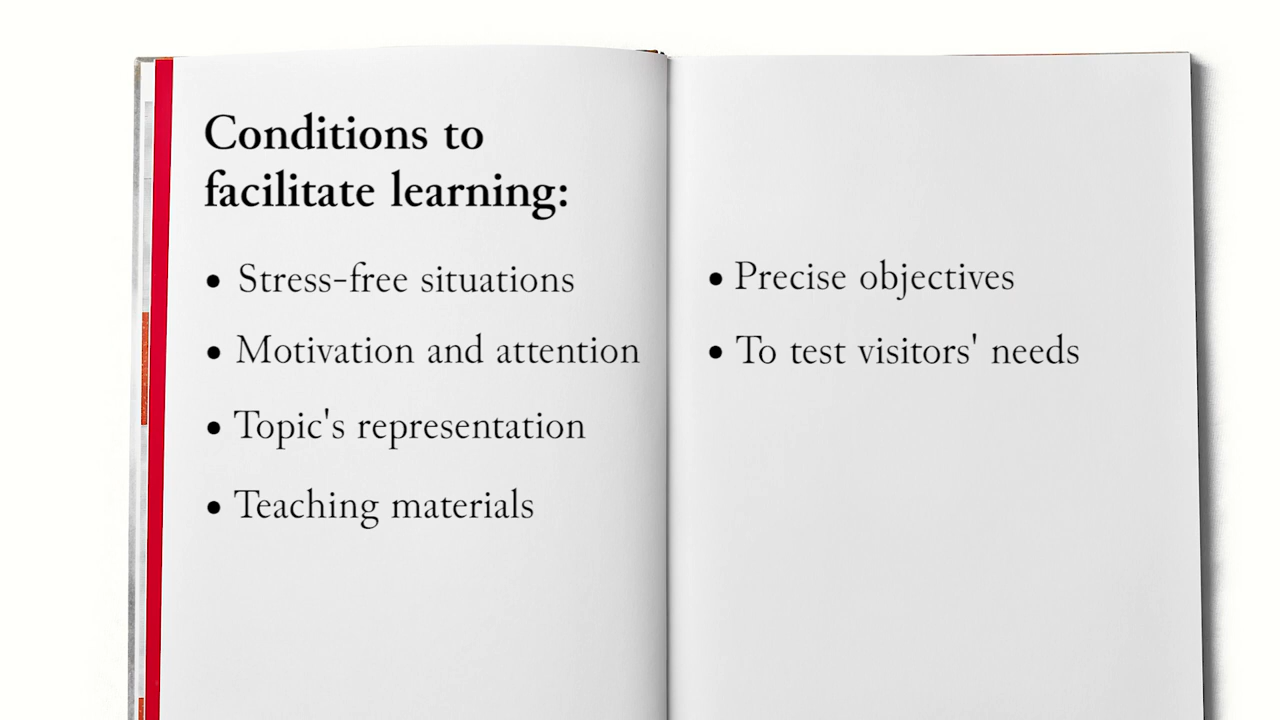 Conditions to
facilitate learning:
• Stress-free situations
• Motivation and attention
• Topic's representation
• Teaching materials
• Precise objectives
• To test visitors' needs